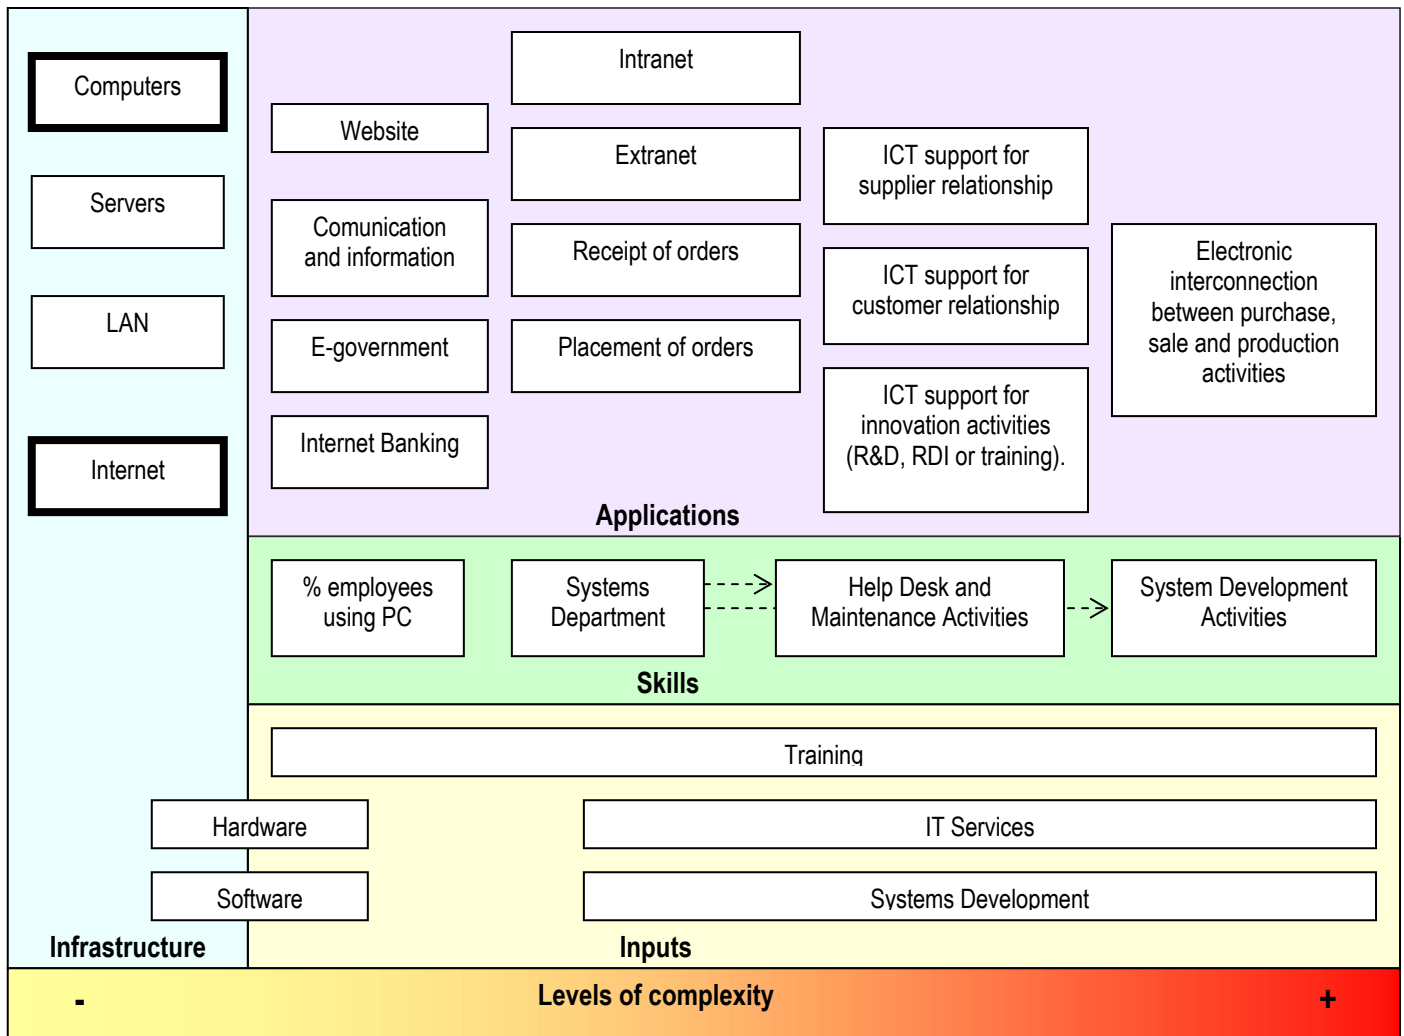 Computers
Servers
LAN
Internet
Infrastructure
Website
Comunication
and information
E-government
Internet Banking
Intranet
Extranet
Receipt of orders
Placement of orders
ICT support for
supplier relationship
ICT support for
customer relationship
ICT support for
innovation activities
(R&D, RDI or training).
Electronic
interconnection
between purchase,
sale and production
activities
Applications
% employees
using PC
Systems
Department
Help Desk and
Maintenance Activities
System Development
Activities
Skills
Training
Hardware
IT Services
Software
Systems Development
Inputs
- Levels of complexity +